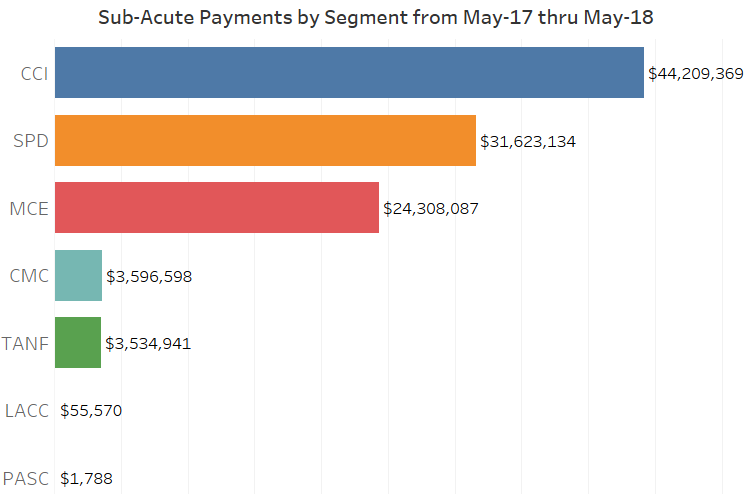 Sub-Acute Payments by Segment from May-17 thru May-18
CCI $44,209,369
SPD $31,623,134
MCE $24,308,087
CMC $3,596,598
TANF $3,534,941
LACC $55,570
PASC $1,788